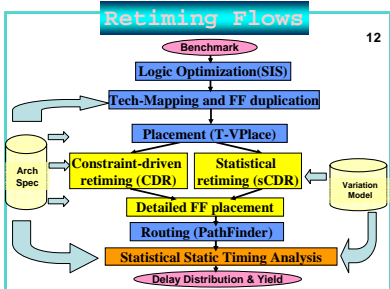 Retiming Flows
12
Benchmark
Logic Optimization(SIS)
Tech-Mapping and FF duplication
Placement (T-VPlace)
Constraint-driven
retiming (CDR)
Statistical
retiming (sCDR)
Arch
Spec
Variation
Model
Detailed FF placement
Routing (PathFinder)
Statistical Static Timing Analysis
Delay Distribution & Yield